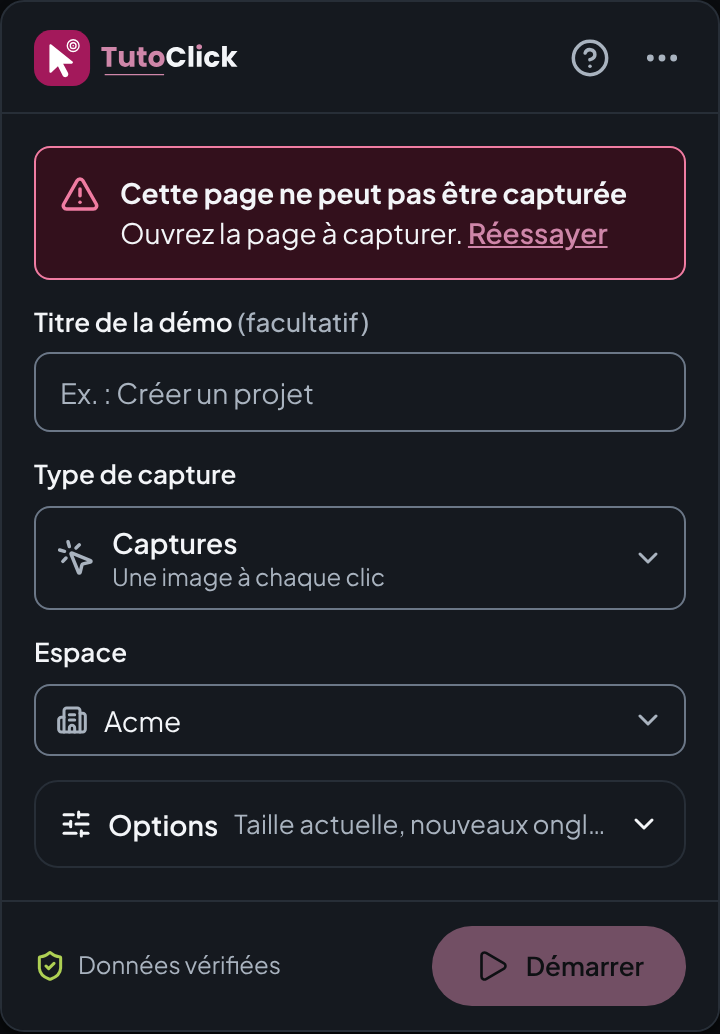 TutoClick
Cette page ne peut pas être capturée
Ouvrez la page à capturer. Réessayer
Titre de la démo (facultatif)
Ex. : Créer un projet
Type de capture
Captures
Une image à chaque clic
Espace
Acme
Options Taille actuelle, nouveaux ongl...
Données vérifiées
Démarrer